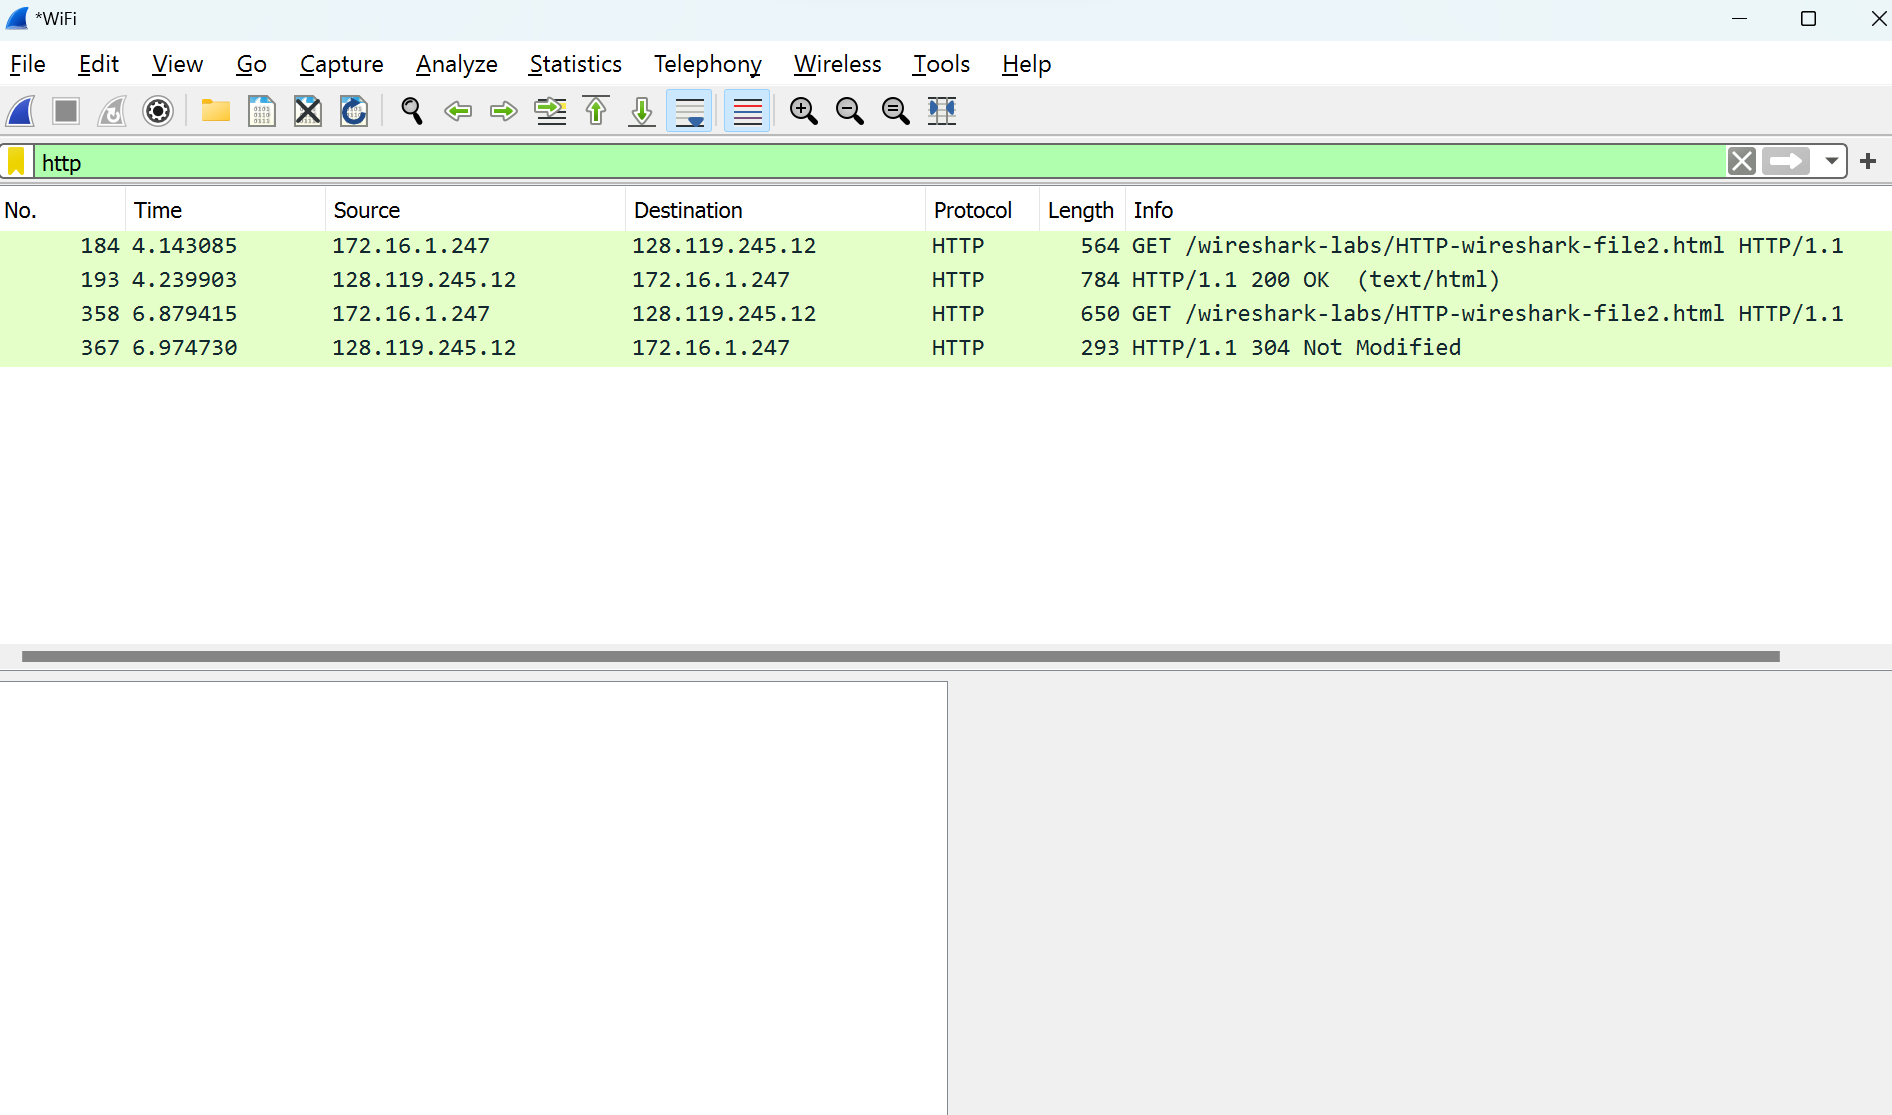 *WiFi
File Edit View Go Capture Analyze Statistics Telephony Wireless Tools Help
http
No. Time Source Destination Protocol Length Info
184 4.143085 172.16.1.247 128.119.245.12 HTTP 564 GET /wireshark-labs/HTTP-wireshark-file2.html HTTP/1.1
193 4.239903 128.119.245.12 172.16.1.247 HTTP 784 HTTP/1.1 200 OK  (text/html)
358 6.879415 172.16.1.247 128.119.245.12 HTTP 650 GET /wireshark-labs/HTTP-wireshark-file2.html HTTP/1.1
367 6.974730 128.119.245.12 172.16.1.247 HTTP 293 HTTP/1.1 304 Not Modified